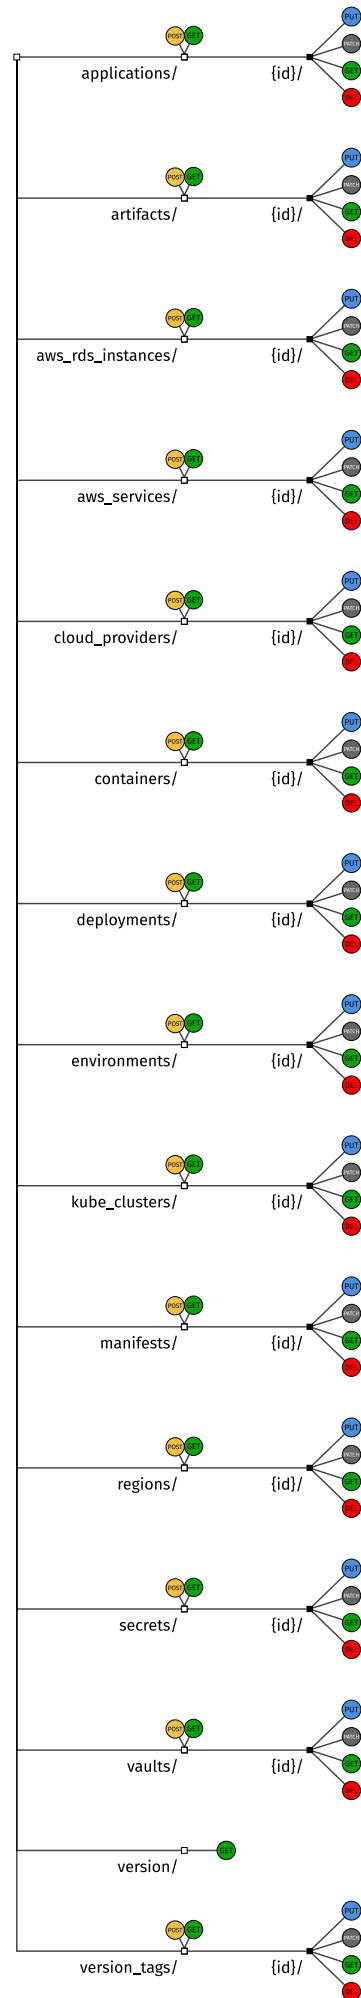 PUT
POST GET
PATCH
applications/ {id}/
GET
DEL
PUT
POST GET
PATCH
artifacts/ {id}/
GET
DEL
PUT
POST GET
PATCH
aws_rds_instances/ {id}/
GET
DEL
PUT
POST GET
PATCH
aws_services/ {id}/
GET
DEL
PUT
POST GET
PATCH
cloud_providers/ {id}/
GET
DEL
PUT
POST GET
PATCH
containers/ {id}/
GET
DEL
PUT
POST GET
PATCH
deployments/ {id}/
GET
DEL
PUT
POST GET
PATCH
environments/ {id}/
GET
DEL
PUT
POST GET
PATCH
kube_clusters/ {id}/
GET
DEL
PUT
POST GET
PATCH
manifests/ {id}/
GET
DEL
PUT
POST GET
PATCH
regions/ {id}/
GET
DEL
PUT
POST GET
PATCH
secrets/ {id}/
GET
DEL
PUT
POST GET
PATCH
vaults/ {id}/
GET
DEL
GET
version/
PUT
POST GET
PATCH
version_tags/ {id}/
GET
DEL